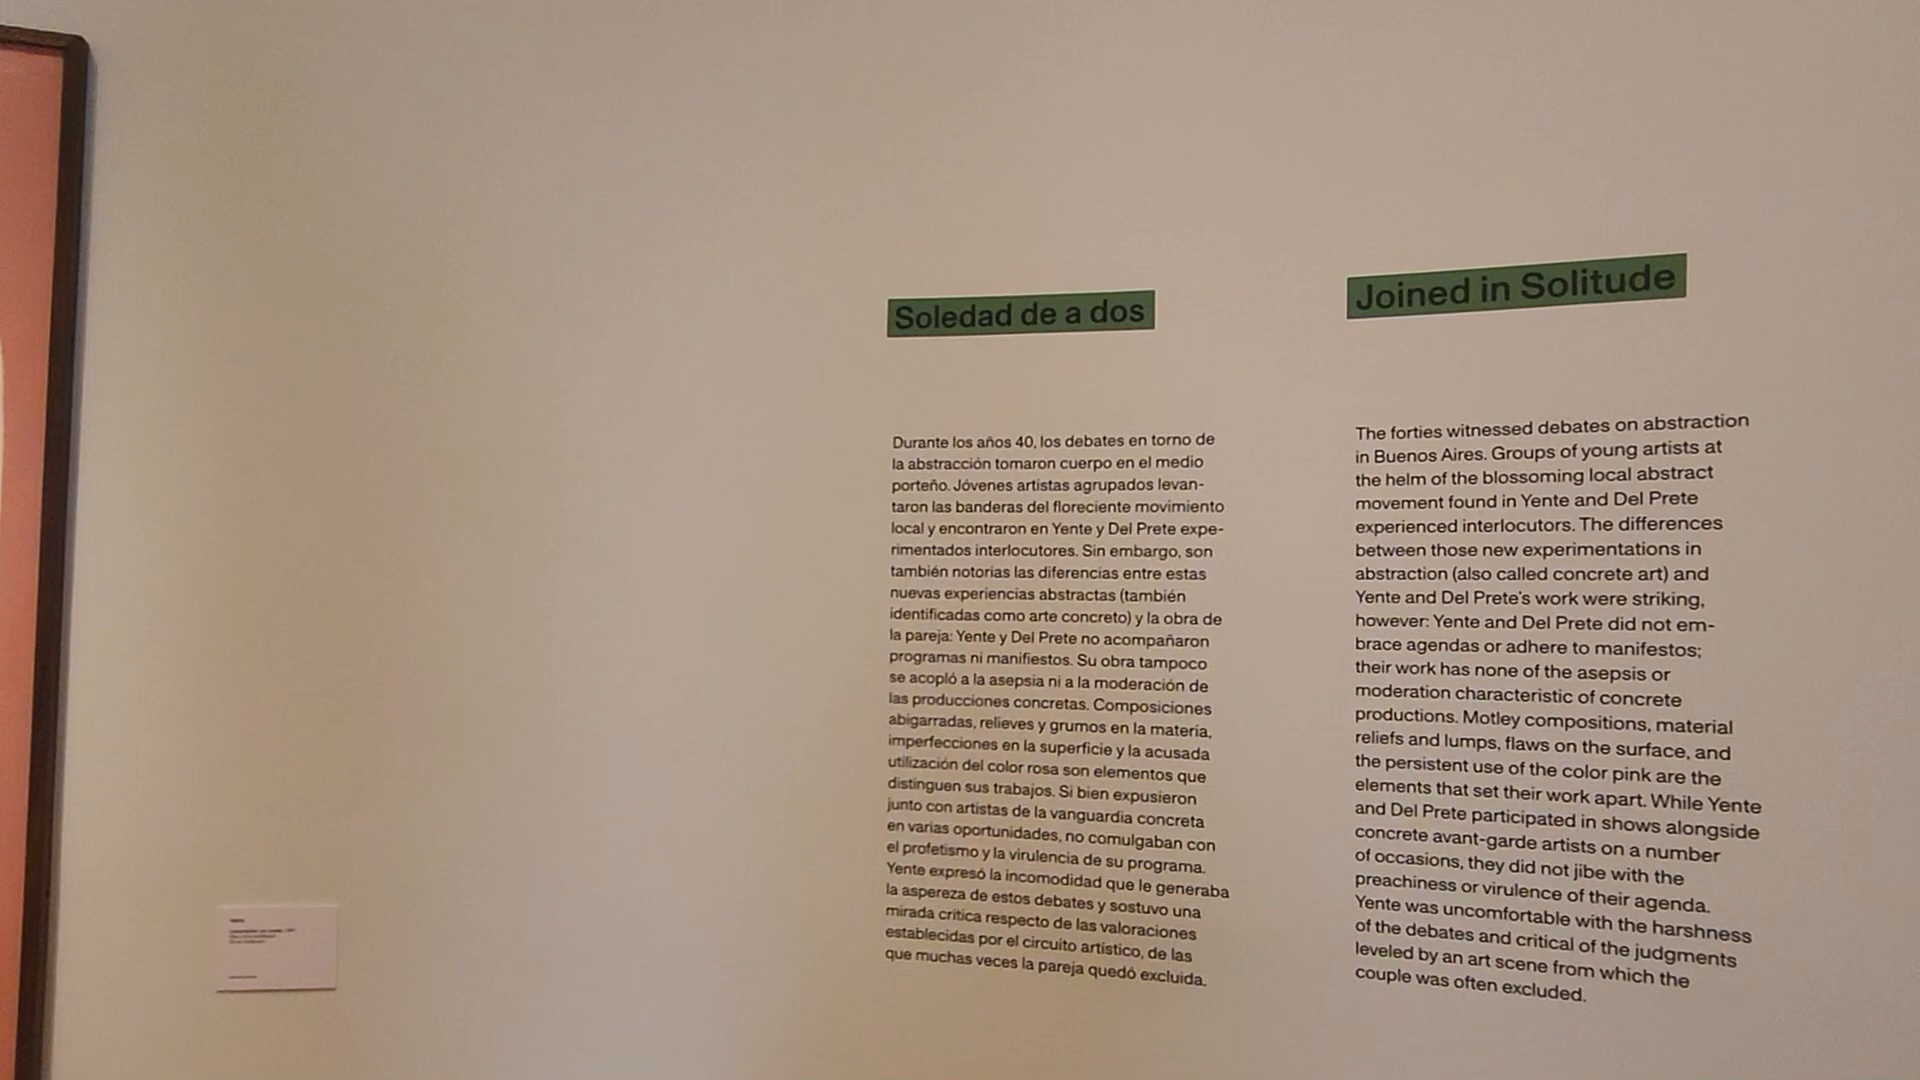 Soledad de a dos
Durante los años 40, los debates en torno de
la abstracción tomaron cuerpo en el medio
porteño. Jóvenes artistas agrupados levan-
taron las banderas del floreciente movimiento
local y encontraron en Yente y Del Prete expe-
rimentados interlocutores. Sin embargo, son
también notorias las diferencias entre estas
nuevas experiencias abstractas (también
identificadas como arte concreto) y la obra de
la pareja: Yente y Del Prete no acompañaron
programas ni manifiestos. Su obra tampoco
se acopló a la asepsia ni a la moderación de
las producciones concretas. Composiciones
abigarradas, relieves y grumos en la materia,
imperfecciones en la superficie y la acusada
utilización del color rosa son elementos que
distinguen sus trabajos. Si bien expusieron
junto con artistas de la vanguardia concreta
en varias oportunidades, no comulgaban con
el profetismo y la virulencia de su programa.
Yente expresó la incomodidad que le generaba
la aspereza de estos debates y sostuvo una
mirada crítica respecto de las valoraciones
establecidas por el circuito artístico, de las
que muchas veces la pareja quedó excluida.
Joined in Solitude
The forties witnessed debates on abstraction
in Buenos Aires. Groups of young artists at
the helm of the blossoming local abstract
movement found in Yente and Del Prete
experienced interlocutors. The differences
between those new experimentations in
abstraction (also called concrete art) and
Yente and Del Prete's work were striking,
however: Yente and Del Prete did not em-
brace agendas or adhere to manifestos;
their work has none of the asepsis or
moderation characteristic of concrete
productions. Motley compositions, material
reliefs and lumps, flaws on the surface, and
the persistent use of the color pink are the
elements that set their work apart. While Yente
and Del Prete participated in shows alongside
concrete avant-garde artists on a number
of occasions, they did not jibe with the
preachiness or virulence of their agenda.
Yente was uncomfortable with the harshness
of the debates and critical of the judgments
leveled by an art scene from which the
couple was often excluded.